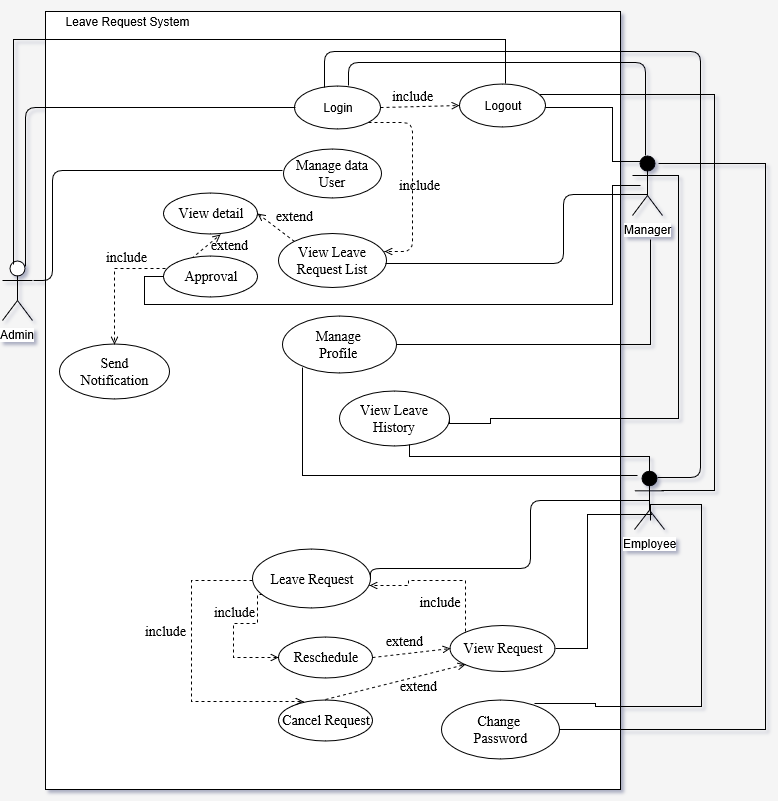 Leave Request System
include
Login
Logout
Manage data
User
include
View detail
extend
Manager
extend
View Leave
Request List
include
Approval
Admin
Manage
Profile
Send
Notification
View Leave
History
Employee
Leave Request
include
include
include
extend
View Request
Reschedule
extend
Cancel Request
Change
Password